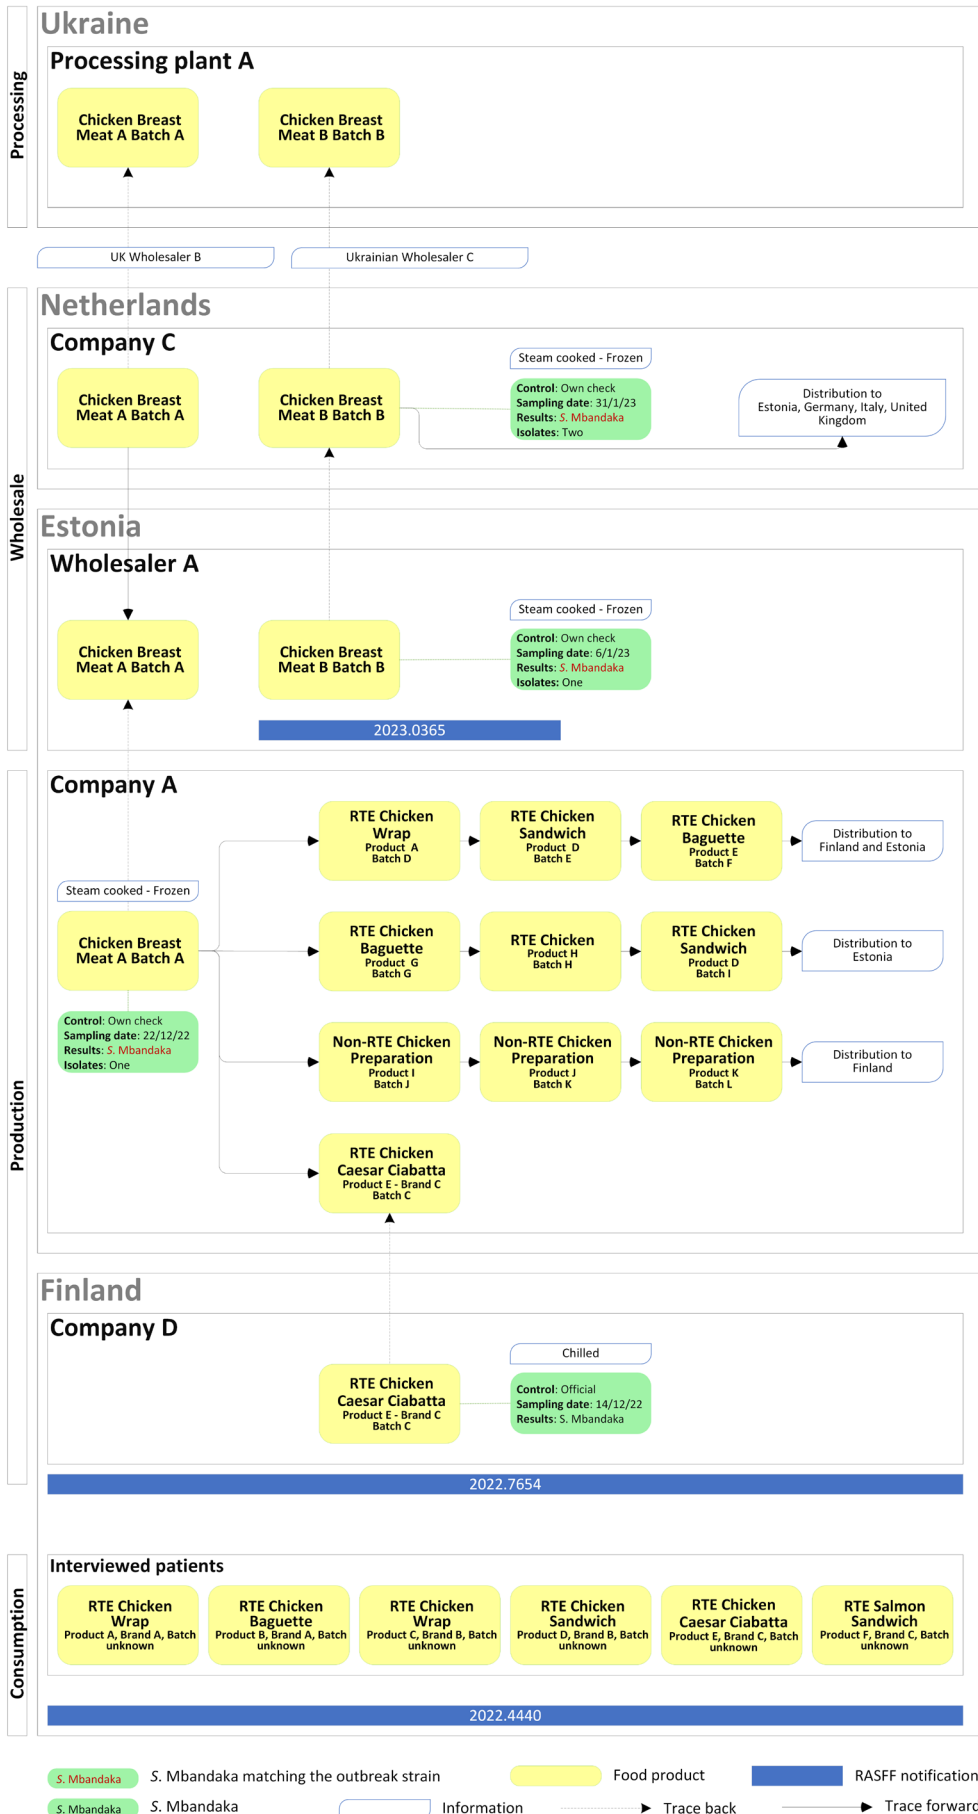 Ukraine
Processing
Processing plant A
Chicken Breast
Meat A Batch A
Chicken Breast
Meat B Batch B
UK Wholesaler B
Ukrainian Wholesaler C
Wholesale
Netherlands
Company C
Chicken Breast
Meat A Batch A
Chicken Breast
Meat B Batch B
Steam cooked - Frozen
Control: Own check
Sampling date: 31/1/23
Results: S. Mbandaka
Isolates: Two
Distribution to
Estonia, Germany, Italy, United
Kingdom
Estonia
Wholesaler A
Chicken Breast
Meat A Batch A
Chicken Breast
Meat B Batch B
Steam cooked - Frozen
Control: Own check
Sampling date: 6/1/23
Results: S. Mbandaka
Isolates: One
2023.0365
Production
Company A
RTE Chicken
Wrap
Product A
Batch D
RTE Chicken
Sandwich
Product D
Batch E
RTE Chicken
Baguette
Product E
Batch F
Distribution to
Finland and Estonia
Steam cooked - Frozen
Chicken Breast
Meat A Batch A
Control: Own check
Sampling date: 22/12/22
Results: S. Mbandaka
Isolates: One
RTE Chicken
Baguette
Product G
Batch G
RTE Chicken
Product H
Batch H
RTE Chicken
Sandwich
Product D
Batch I
Distribution to
Estonia
Non-RTE Chicken
Preparation
Product I
Batch J
Non-RTE Chicken
Preparation
Product J
Batch K
Non-RTE Chicken
Preparation
Product K
Batch L
Distribution to
Finland
RTE Chicken
Caesar Ciabatta
Product E - Brand C
Batch C
Finland
Company D
RTE Chicken
Caesar Ciabatta
Product E - Brand C
Batch C
Chilled
Control: Official
Sampling date: 14/12/22
Results: S. Mbandaka
2022.7654
Consumption
Interviewed patients
RTE Chicken
Wrap
Product A, Brand A, Batch
unknown
RTE Chicken
Baguette
Product B, Brand A, Batch
unknown
RTE Chicken
Wrap
Product C, Brand B, Batch
unknown
RTE Chicken
Sandwich
Product D, Brand B, Batch
unknown
RTE Chicken
Caesar Ciabatta
Product E, Brand C, Batch
unknown
RTE Salmon
Sandwich
Product F, Brand C, Batch
unknown
2022.4440
S. Mbandaka
S. Mbandaka matching the outbreak strain
Food product
RASFF notification
S. Mbandaka
S. Mbandaka
Information
Trace back
Trace forward